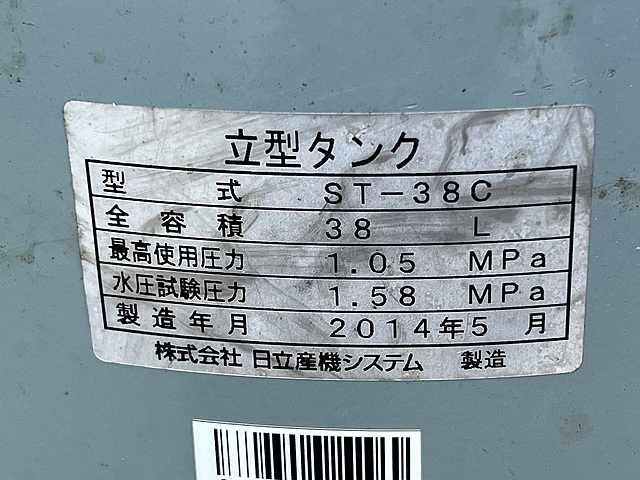 立型タンク
型式 ST-38C
全容積 38 L
最高使用圧力 1.05 MPa
水圧試験圧力 1.58 MPa
製造年月 2014年5月
株式会社 日立産機システム 製造